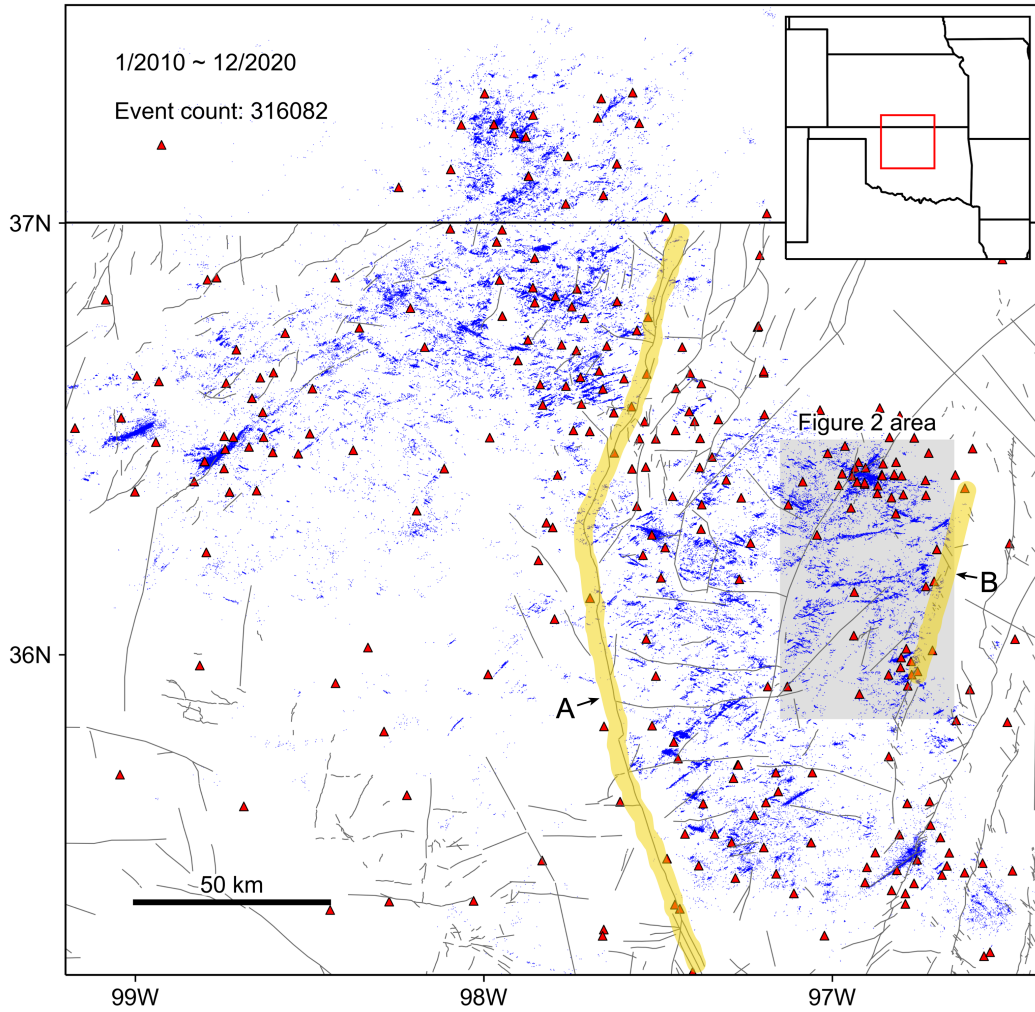 1/2010 ~ 12/2020
Event count: 316082
37N
Figure 2 area
B
36N
A
50 km
99W
98W
97W